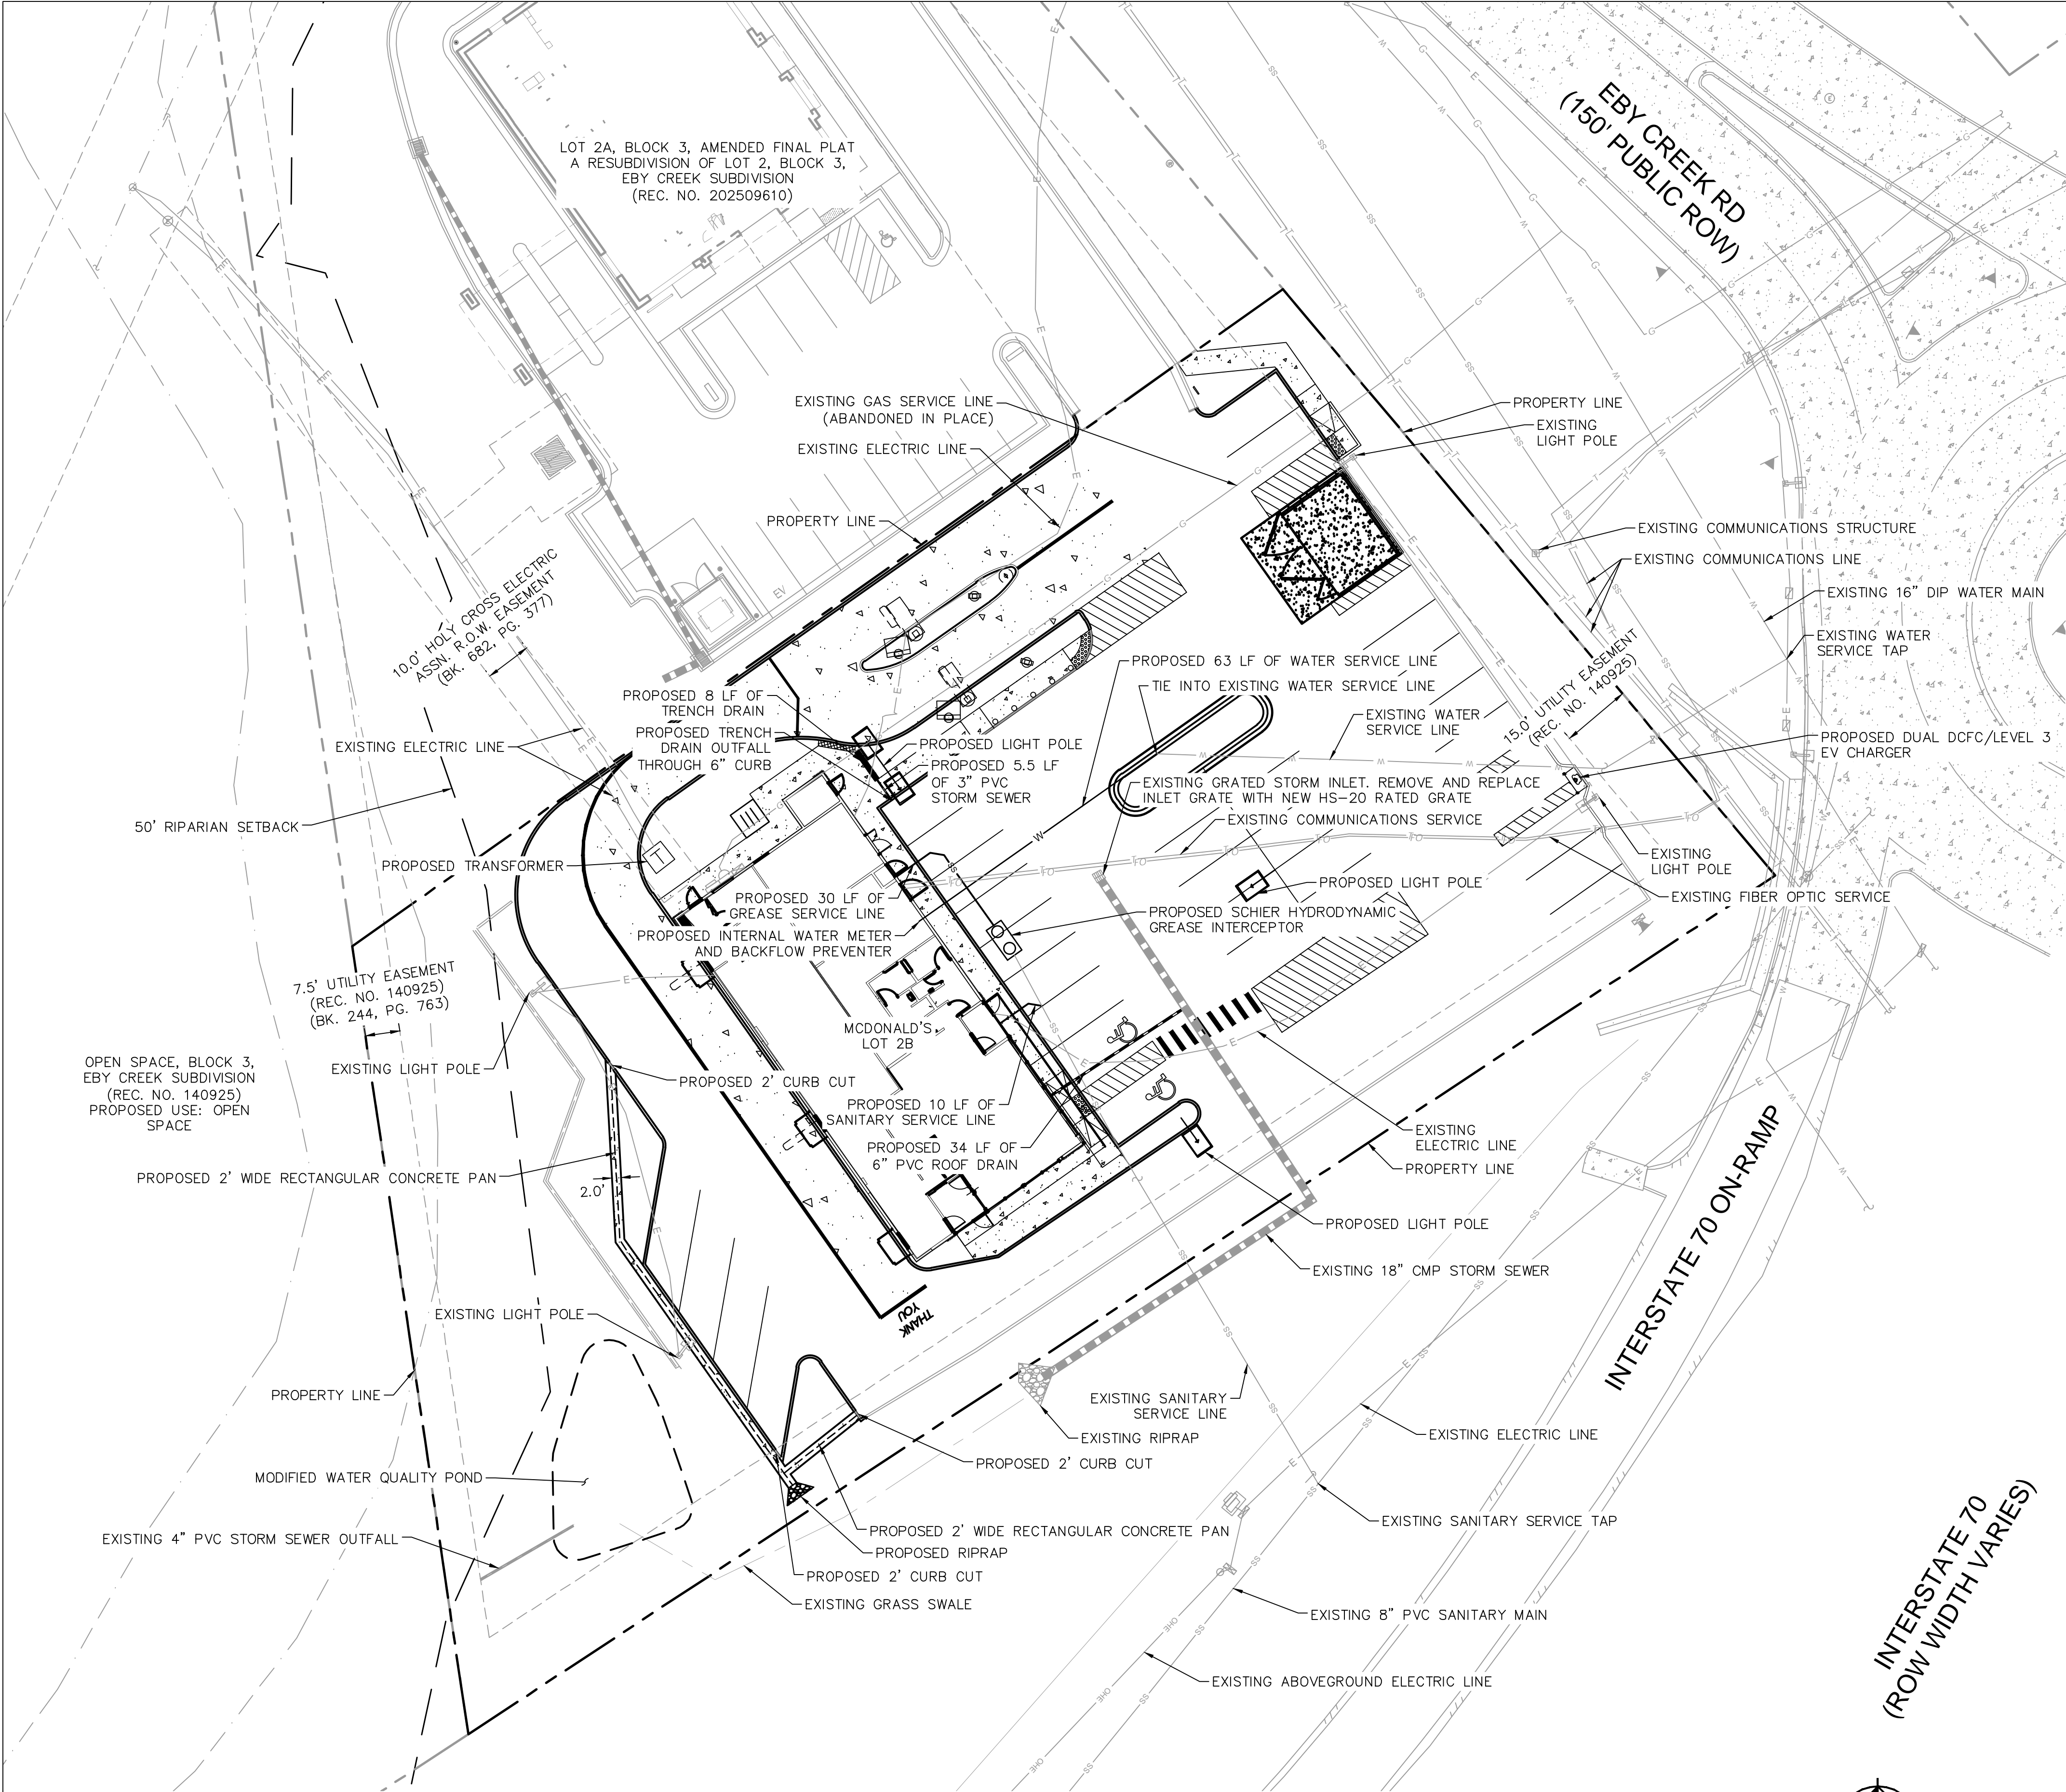 EBY CREEK RD
(150' PUBLIC ROW)
LOT 2A, BLOCK 3, AMENDED FINAL PLAT
A RESUBDIVISION OF LOT 2, BLOCK 3,
EBY CREEK SUBDIVISION
(REC. NO. 202509610)
EXISTING GAS SERVICE LINE
(ABANDONED IN PLACE)
EXISTING ELECTRIC LINE
PROPERTY LINE
PROPERTY LINE
EXISTING
LIGHT POLE
EXISTING COMMUNICATIONS STRUCTURE
EXISTING COMMUNICATIONS LINE
EXISTING 16" DIP WATER MAIN
EXISTING WATER
SERVICE TAP
10.0' HOLY CROSS ELECTRIC
ASSN. R.O.W. EASEMENT
(BK. 682, PG. 377)
EV
15.0' UTILITY EASEMENT
(REC. NO. 140925)
PROPOSED 63 LF OF WATER SERVICE LINE
TIE INTO EXISTING WATER SERVICE LINE
EXISTING WATER
SERVICE LINE
PROPOSED 8 LF OF
TRENCH DRAIN
PROPOSED TRENCH
DRAIN OUTFALL
THROUGH 6" CURB
EXISTING ELECTRIC LINE
PROPOSED LIGHT POLE
PROPOSED 5.5 LF
OF 3" PVC
STORM SEWER
PROPOSED DUAL DCFC/LEVEL 3
EV CHARGER
EXISTING GRATED STORM INLET. REMOVE AND REPLACE
INLET GRATE WITH NEW HS-20 RATED GRATE
EXISTING COMMUNICATIONS SERVICE
50' RIPARIAN SETBACK
PROPOSED TRANSFORMER
T
EXISTING
LIGHT POLE
PROPOSED LIGHT POLE
EXISTING FIBER OPTIC SERVICE
PROPOSED 30 LF OF
GREASE SERVICE LINE
PROPOSED SCHIER HYDRODYNAMIC
GREASE INTERCEPTOR
PROPOSED INTERNAL WATER METER
AND BACKFLOW PREVENTER
7.5' UTILITY EASEMENT
(REC. NO. 140925)
(BK. 244, PG. 763)
MCDONALD'S
LOT 2B
OPEN SPACE, BLOCK 3,
EBY CREEK SUBDIVISION
(REC. NO. 140925)
PROPOSED USE: OPEN
SPACE
EXISTING LIGHT POLE
PROPOSED 2' CURB CUT
PROPOSED 10 LF OF
SANITARY SERVICE LINE
PROPOSED 34 LF OF
6" PVC ROOF DRAIN
EXISTING
ELECTRIC LINE
PROPERTY LINE
PROPOSED 2' WIDE RECTANGULAR CONCRETE PAN
2.0'
PROPOSED LIGHT POLE
EXISTING 18" CMP STORM SEWER
INTERSTATE 70 ON-RAMP
EXISTING LIGHT POLE
THANK
YOU
PROPERTY LINE
EXISTING SANITARY
SERVICE LINE
EXISTING RIPRAP
EXISTING ELECTRIC LINE
PROPOSED 2' CURB CUT
MODIFIED WATER QUALITY POND
EXISTING 4" PVC STORM SEWER OUTFALL
PROPOSED 2' WIDE RECTANGULAR CONCRETE PAN
PROPOSED RIPRAP
PROPOSED 2' CURB CUT
EXISTING GRASS SWALE
EXISTING SANITARY SERVICE TAP
EXISTING 8" PVC SANITARY MAIN
EXISTING ABOVEGROUND ELECTRIC LINE
INTERSTATE 70
(ROW WIDTH VARIES)